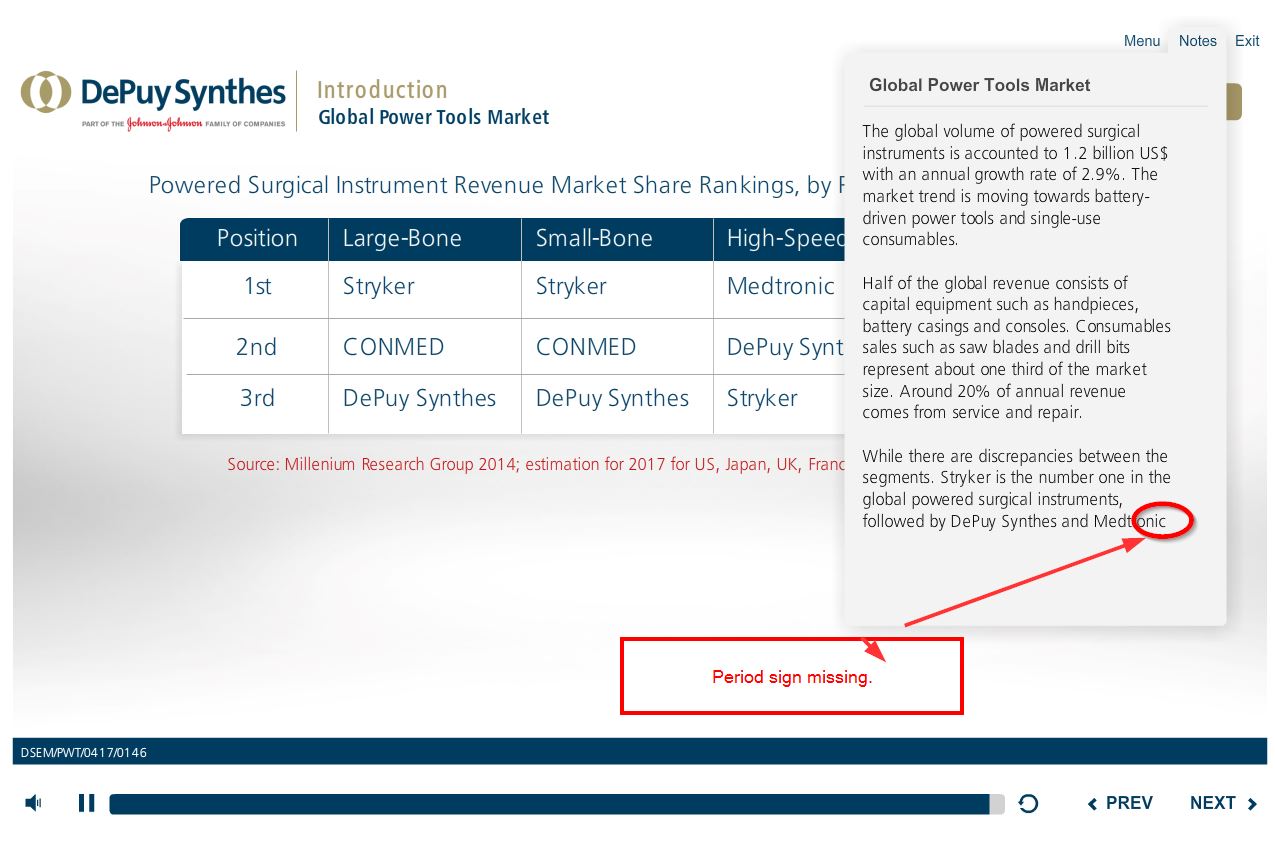 Menu Notes Exit
DePuy Synthes
PART OF THE Johnson & Johnson FAMILY OF COMPANIES
Introduction
Global Power Tools Market
Powered Surgical Instrument Revenue Market Share Rankings, by
Position Large-Bone Small-Bone High-Speed
1st Stryker Stryker Medtronic
2nd CONMED CONMED DePuy Synt
3rd DePuy Synthes DePuy Synthes Stryker
Source: Millenium Research Group 2014; estimation for 2017 for US, Japan, UK, Franc
Global Power Tools Market
The global volume of powered surgical
instruments is accounted to 1.2 billion US$
with an annual growth rate of 2.9%. The
market trend is moving towards battery-
driven power tools and single-use
consumables.
Half of the global revenue consists of
capital equipment such as handpieces,
battery casings and consoles. Consumables
sales such as saw blades and drill bits
represent about one third of the market
size. Around 20% of annual revenue
comes from service and repair.
While there are discrepancies between the
segments. Stryker is the number one in the
global powered surgical instruments,
followed by DePuy Synthes and Medtronic
Period sign missing.
DSEM/PWT/0417/0146
PREV NEXT